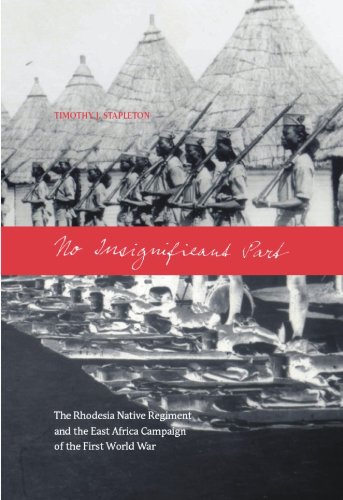 TIMOTHY J. STAPLETON
No Insignificant Part
The Rhodesia Native Regiment
and the East Africa Campaign
of the First World War